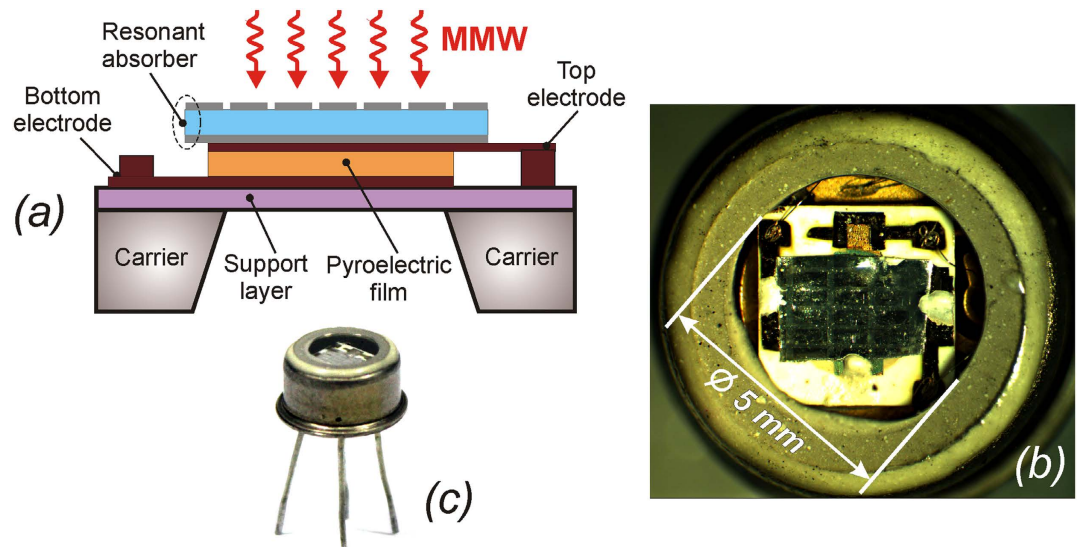 Resonant
absorber
MMW
Bottom
electrode
Top
electrode
(a)
Carrier
Support
layer
Pyroelectric
film
Carrier
(c)
Ø 5 mm
(b)